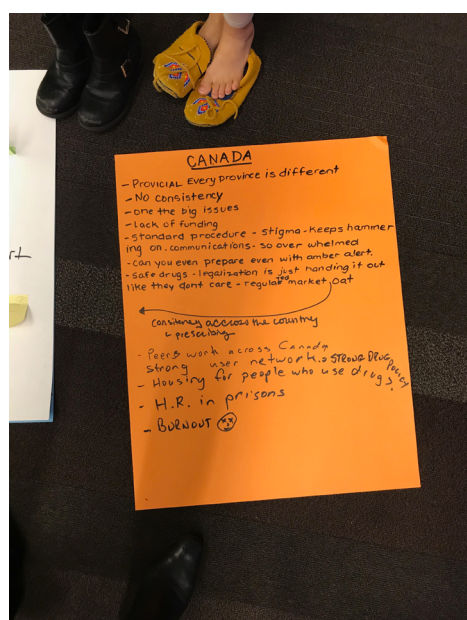 CANADA
- PROVICIAL Every province is different
- NO consistency
- one the big issues
- lack of funding
- standard procedure - stigma - keeps hammer
ing on. communications - so over whelmed
- can you even prepare even with amber alert.
- safe drugs - legalization is just handing it out
like they dont care - regulated market oat
consitency accross the country
prescribing
- Peers work across Canada
strong user network. STRONG DRUG POLICY
- Housing for people who use drugs!
- H.R. in prisons
- BURNOUT